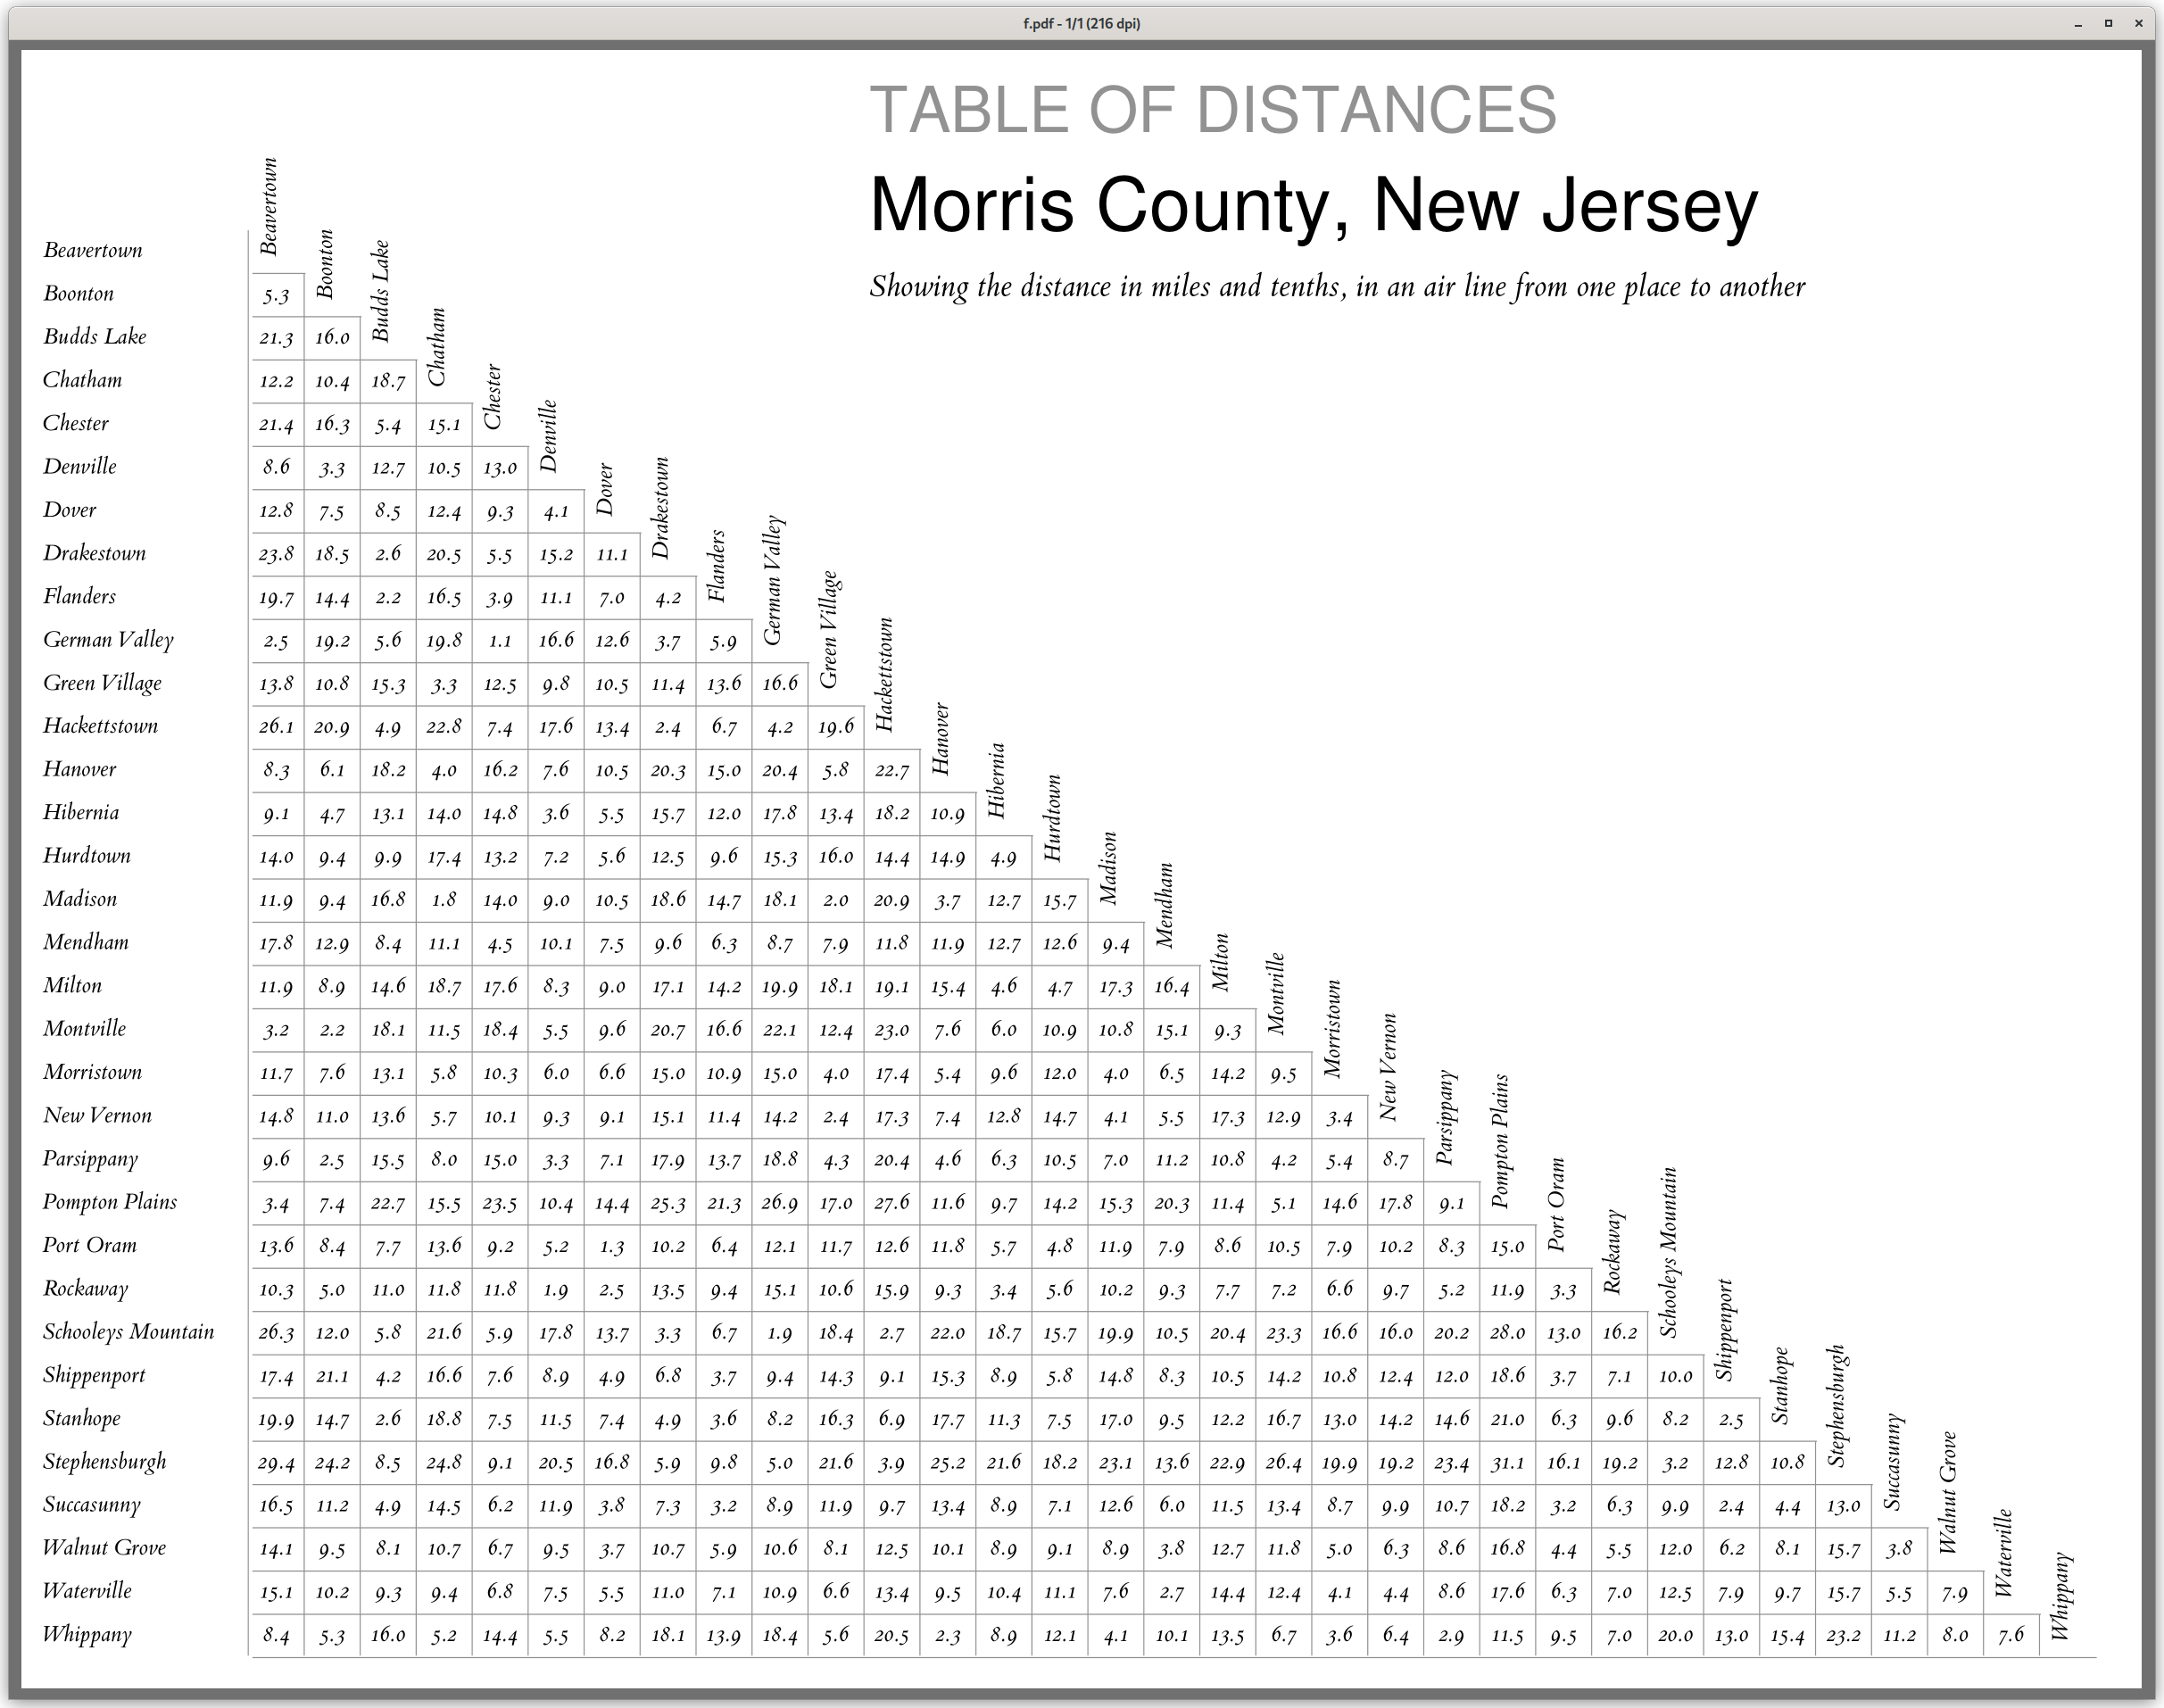 f.pdf - 1/1 (216 dpi)
TABLE OF DISTANCES
Morris County, New Jersey
Showing the distance in miles and tenths, in an air line from one place to another
Beavertown Beavertown
Boonton 5.3 Boonton
Budds Lake 21.3 16.0 Budds Lake
Chatham 12.2 10.4 18.7 Chatham
Chester 21.4 16.3 5.4 15.1 Chester
Denville 8.6 3.3 12.7 10.5 13.0 Denville
Dover 12.8 7.5 8.5 12.4 9.3 4.1 Dover
Drakestown 23.8 18.5 2.6 20.5 5.5 15.2 11.1 Drakestown
Flanders 19.7 14.4 2.2 16.5 3.9 11.1 7.0 4.2 Flanders
German Valley 2.5 19.2 5.6 19.8 1.1 16.6 12.6 3.7 5.9 German Valley
Green Village 13.8 10.8 15.3 3.3 12.5 9.8 10.5 11.4 13.6 16.6 Green Village
Hackettstown 26.1 20.9 4.9 22.8 7.4 17.6 13.4 2.4 6.7 4.2 19.6 Hackettstown
Hanover 8.3 6.1 18.2 4.0 16.2 7.6 10.5 20.3 15.0 20.4 5.8 22.7 Hanover
Hibernia 9.1 4.7 13.1 14.0 14.8 3.6 5.5 15.7 12.0 17.8 13.4 18.2 10.9 Hibernia
Hurdtown 14.0 9.4 9.9 17.4 13.2 7.2 5.6 12.5 9.6 15.3 16.0 14.4 14.9 4.9 Hurdtown
Madison 11.9 9.4 16.8 1.8 14.0 9.0 10.5 18.6 14.7 18.1 2.0 20.9 3.7 12.7 15.7 Madison
Mendham 17.8 12.9 8.4 11.1 4.5 10.1 7.5 9.6 6.3 8.7 7.9 11.8 11.9 12.7 12.6 9.4 Mendham
Milton 11.9 8.9 14.6 18.7 17.6 8.3 9.0 17.1 14.2 19.9 18.1 19.1 15.4 4.6 4.7 17.3 16.4 Milton
Montville 3.2 2.2 18.1 11.5 18.4 5.5 9.6 20.7 16.6 22.1 12.4 23.0 7.6 6.0 10.9 10.8 15.1 9.3 Montville
Morristown 11.7 7.6 13.1 5.8 10.3 6.0 6.6 15.0 10.9 15.0 4.0 17.4 5.4 9.6 12.0 4.0 6.5 14.2 9.5 Morristown
New Vernon 14.8 11.0 13.6 5.7 10.1 9.3 9.1 15.1 11.4 14.2 2.4 17.3 7.4 12.8 14.7 4.1 5.5 17.3 12.9 3.4 New Vernon
Parsippany 9.6 2.5 15.5 8.0 15.0 3.3 7.1 17.9 13.7 18.8 4.3 20.4 4.6 6.3 10.5 7.0 11.2 10.8 4.2 5.4 8.7 Parsippany
Pompton Plains 3.4 7.4 22.7 15.5 23.5 10.4 14.4 25.3 21.3 26.9 17.0 27.6 11.6 9.7 14.2 15.3 20.3 11.4 5.1 14.6 17.8 9.1 Pompton Plains
Port Oram 13.6 8.4 7.7 13.6 9.2 5.2 1.3 10.2 6.4 12.1 11.7 12.6 11.8 5.7 4.8 11.9 7.9 8.6 10.5 7.9 10.2 8.3 15.0 Port Oram
Rockaway 10.3 5.0 11.0 11.8 11.8 1.9 2.5 13.5 9.4 15.1 10.6 15.9 9.3 3.4 5.6 10.2 9.3 7.7 7.2 6.6 9.7 5.2 11.9 3.3 Rockaway
Schooleys Mountain 26.3 12.0 5.8 21.6 5.9 17.8 13.7 3.3 6.7 1.9 18.4 2.7 22.0 18.7 15.7 19.9 10.5 20.4 23.3 16.6 16.0 20.2 28.0 13.0 16.2 Schooleys Mountain
Shippenport 17.4 21.1 4.2 16.6 7.6 8.9 4.9 6.8 3.7 9.4 14.3 9.1 15.3 8.9 5.8 14.8 8.3 10.5 14.2 10.8 12.4 12.0 18.6 3.7 7.1 10.0 Shippenport
Stanhope 19.9 14.7 2.6 18.8 7.5 11.5 7.4 4.9 3.6 8.2 16.3 6.9 17.7 11.3 7.5 17.0 9.5 12.2 16.7 13.0 14.2 14.6 21.0 6.3 9.6 8.2 2.5 Stanhope
Stephensburgh 29.4 24.2 8.5 24.8 9.1 20.5 16.8 5.9 9.8 5.0 21.6 3.9 25.2 21.6 18.2 23.1 13.6 22.9 26.4 19.9 19.2 23.4 31.1 16.1 19.2 3.2 12.8 10.8 Stephensburgh
Succasunny 16.5 11.2 4.9 14.5 6.2 11.9 3.8 7.3 3.2 8.9 11.9 9.7 13.4 8.9 7.1 12.6 6.0 11.5 13.4 8.7 9.9 10.7 18.2 3.2 6.3 9.9 2.4 4.4 13.0 Succasunny
Walnut Grove 14.1 9.5 8.1 10.7 6.7 9.5 3.7 10.7 5.9 10.6 8.1 12.5 10.1 8.9 9.1 8.9 3.8 12.7 11.8 5.0 6.3 8.6 16.8 4.4 5.5 12.0 6.2 8.1 15.7 3.8 Walnut Grove
Waterville 15.1 10.2 9.3 9.4 6.8 7.5 5.5 11.0 7.1 10.9 6.6 13.4 9.5 10.4 11.1 7.6 2.7 14.4 12.4 4.1 4.4 8.6 17.6 6.3 7.0 12.5 7.9 9.7 15.7 5.5 7.9 Waterville
Whippany 8.4 5.3 16.0 5.2 14.4 5.5 8.2 18.1 13.9 18.4 5.6 20.5 2.3 8.9 12.1 4.1 10.1 13.5 6.7 3.6 6.4 2.9 11.5 9.5 7.0 20.0 13.0 15.4 23.2 11.2 8.0 7.6 Whippany